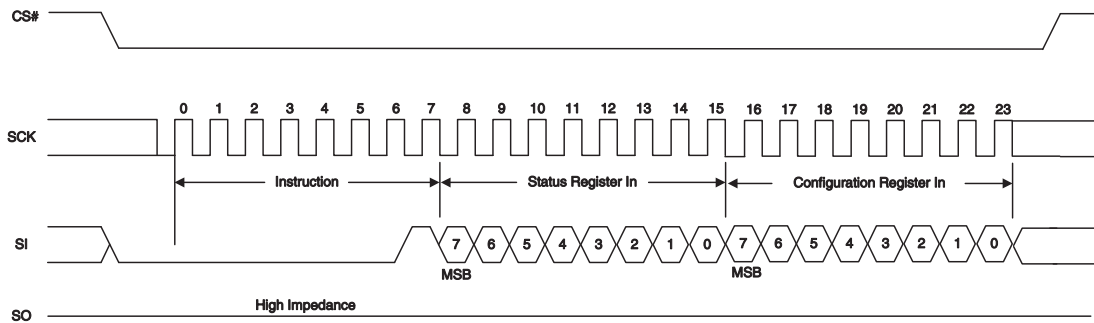 CS#
0 1 2 3 4 5 6 7 8 9 10 11 12 13 14 15 16 17 18 19 20 21 22 23
SCK
Instruction Status Register In Configuration Register In
SI 7 6 5 4 3 2 1 0 7 6 5 4 3 2 1 0
MSB MSB
High Impedance
SO